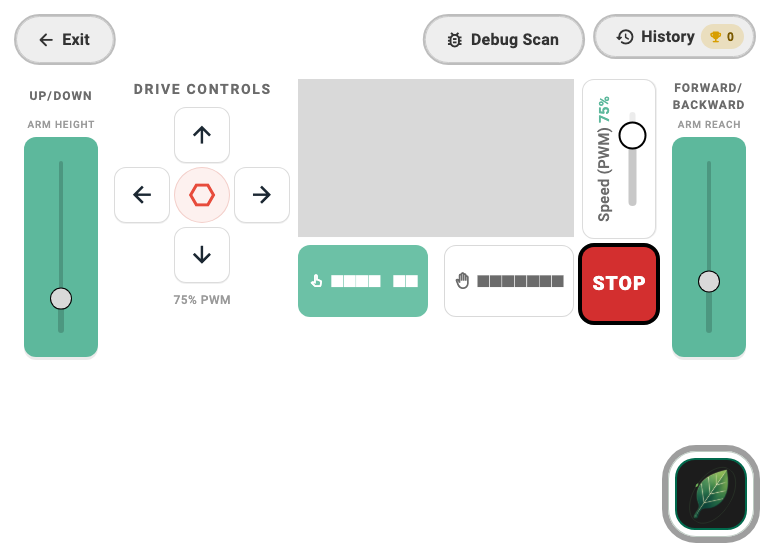 Exit
Debug Scan
History 0
UP/DOWN
ARM HEIGHT
DRIVE CONTROLS
75% PWM
Speed (PWM) 75%
STOP
FORWARD/
BACKWARD
ARM REACH